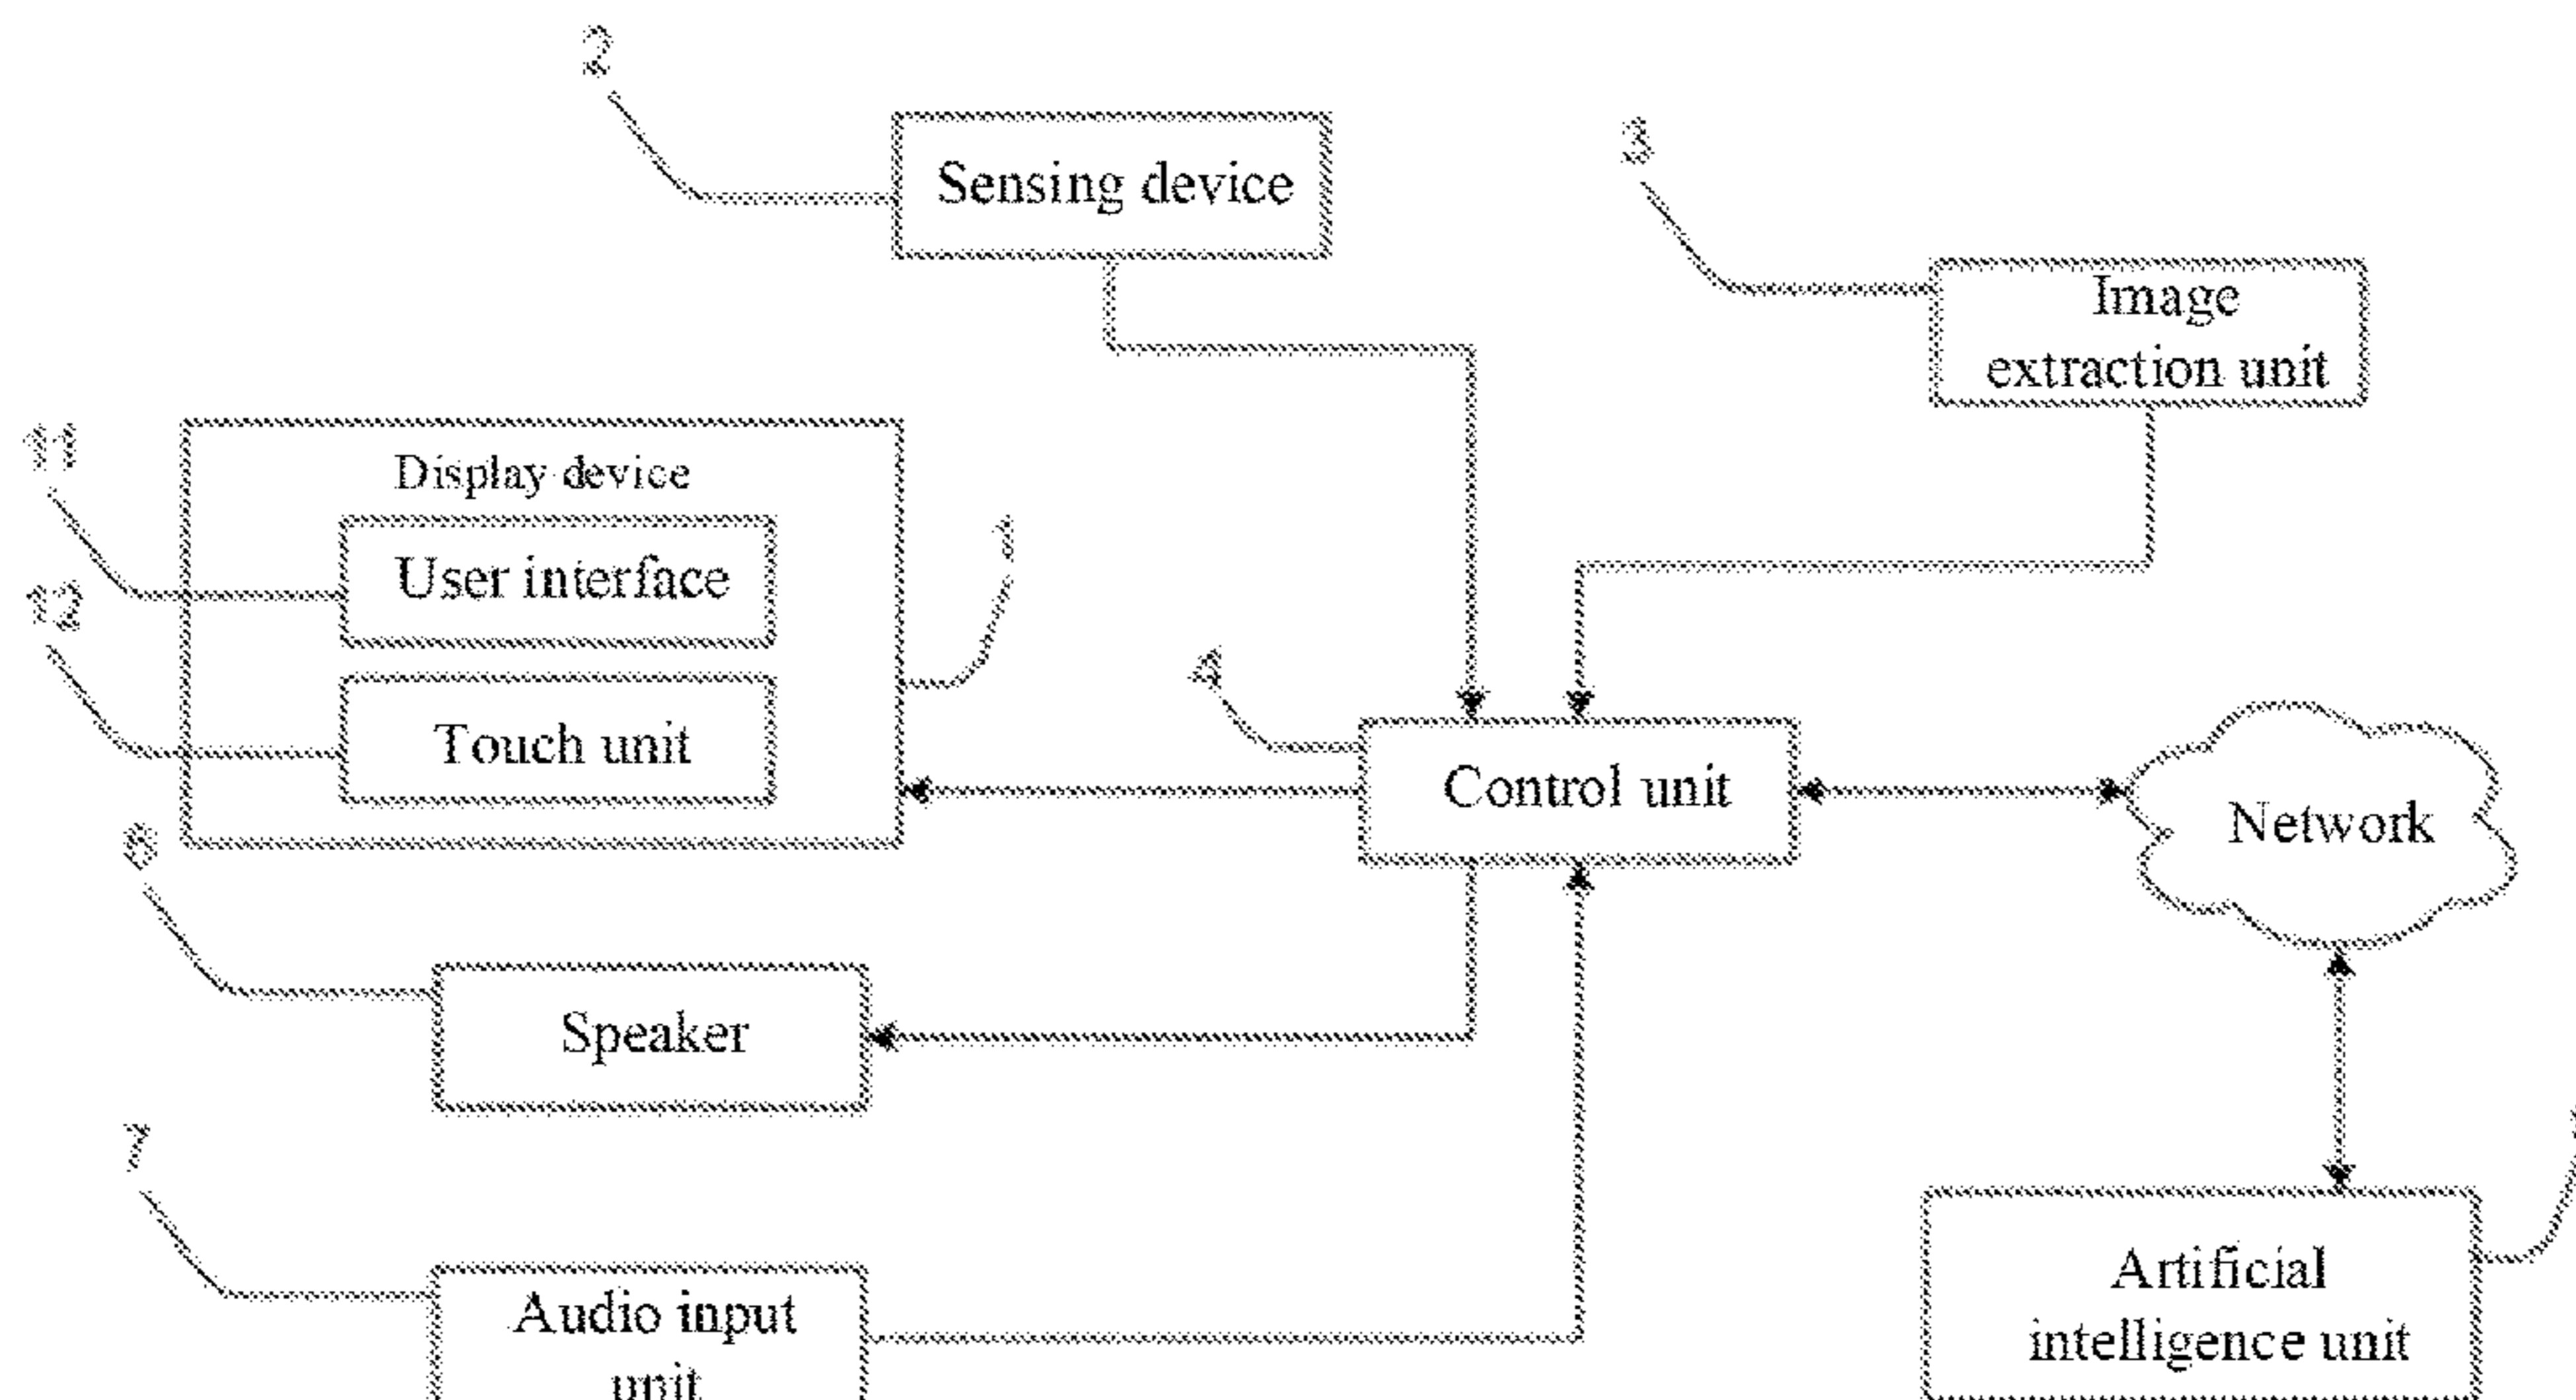 2
Sensing device
3
Image
extraction unit
11
Display device
User interface
1
12
Touch unit
4
Control unit
Network
6
Speaker
7
Audio input
unit
Artificial
intelligence unit